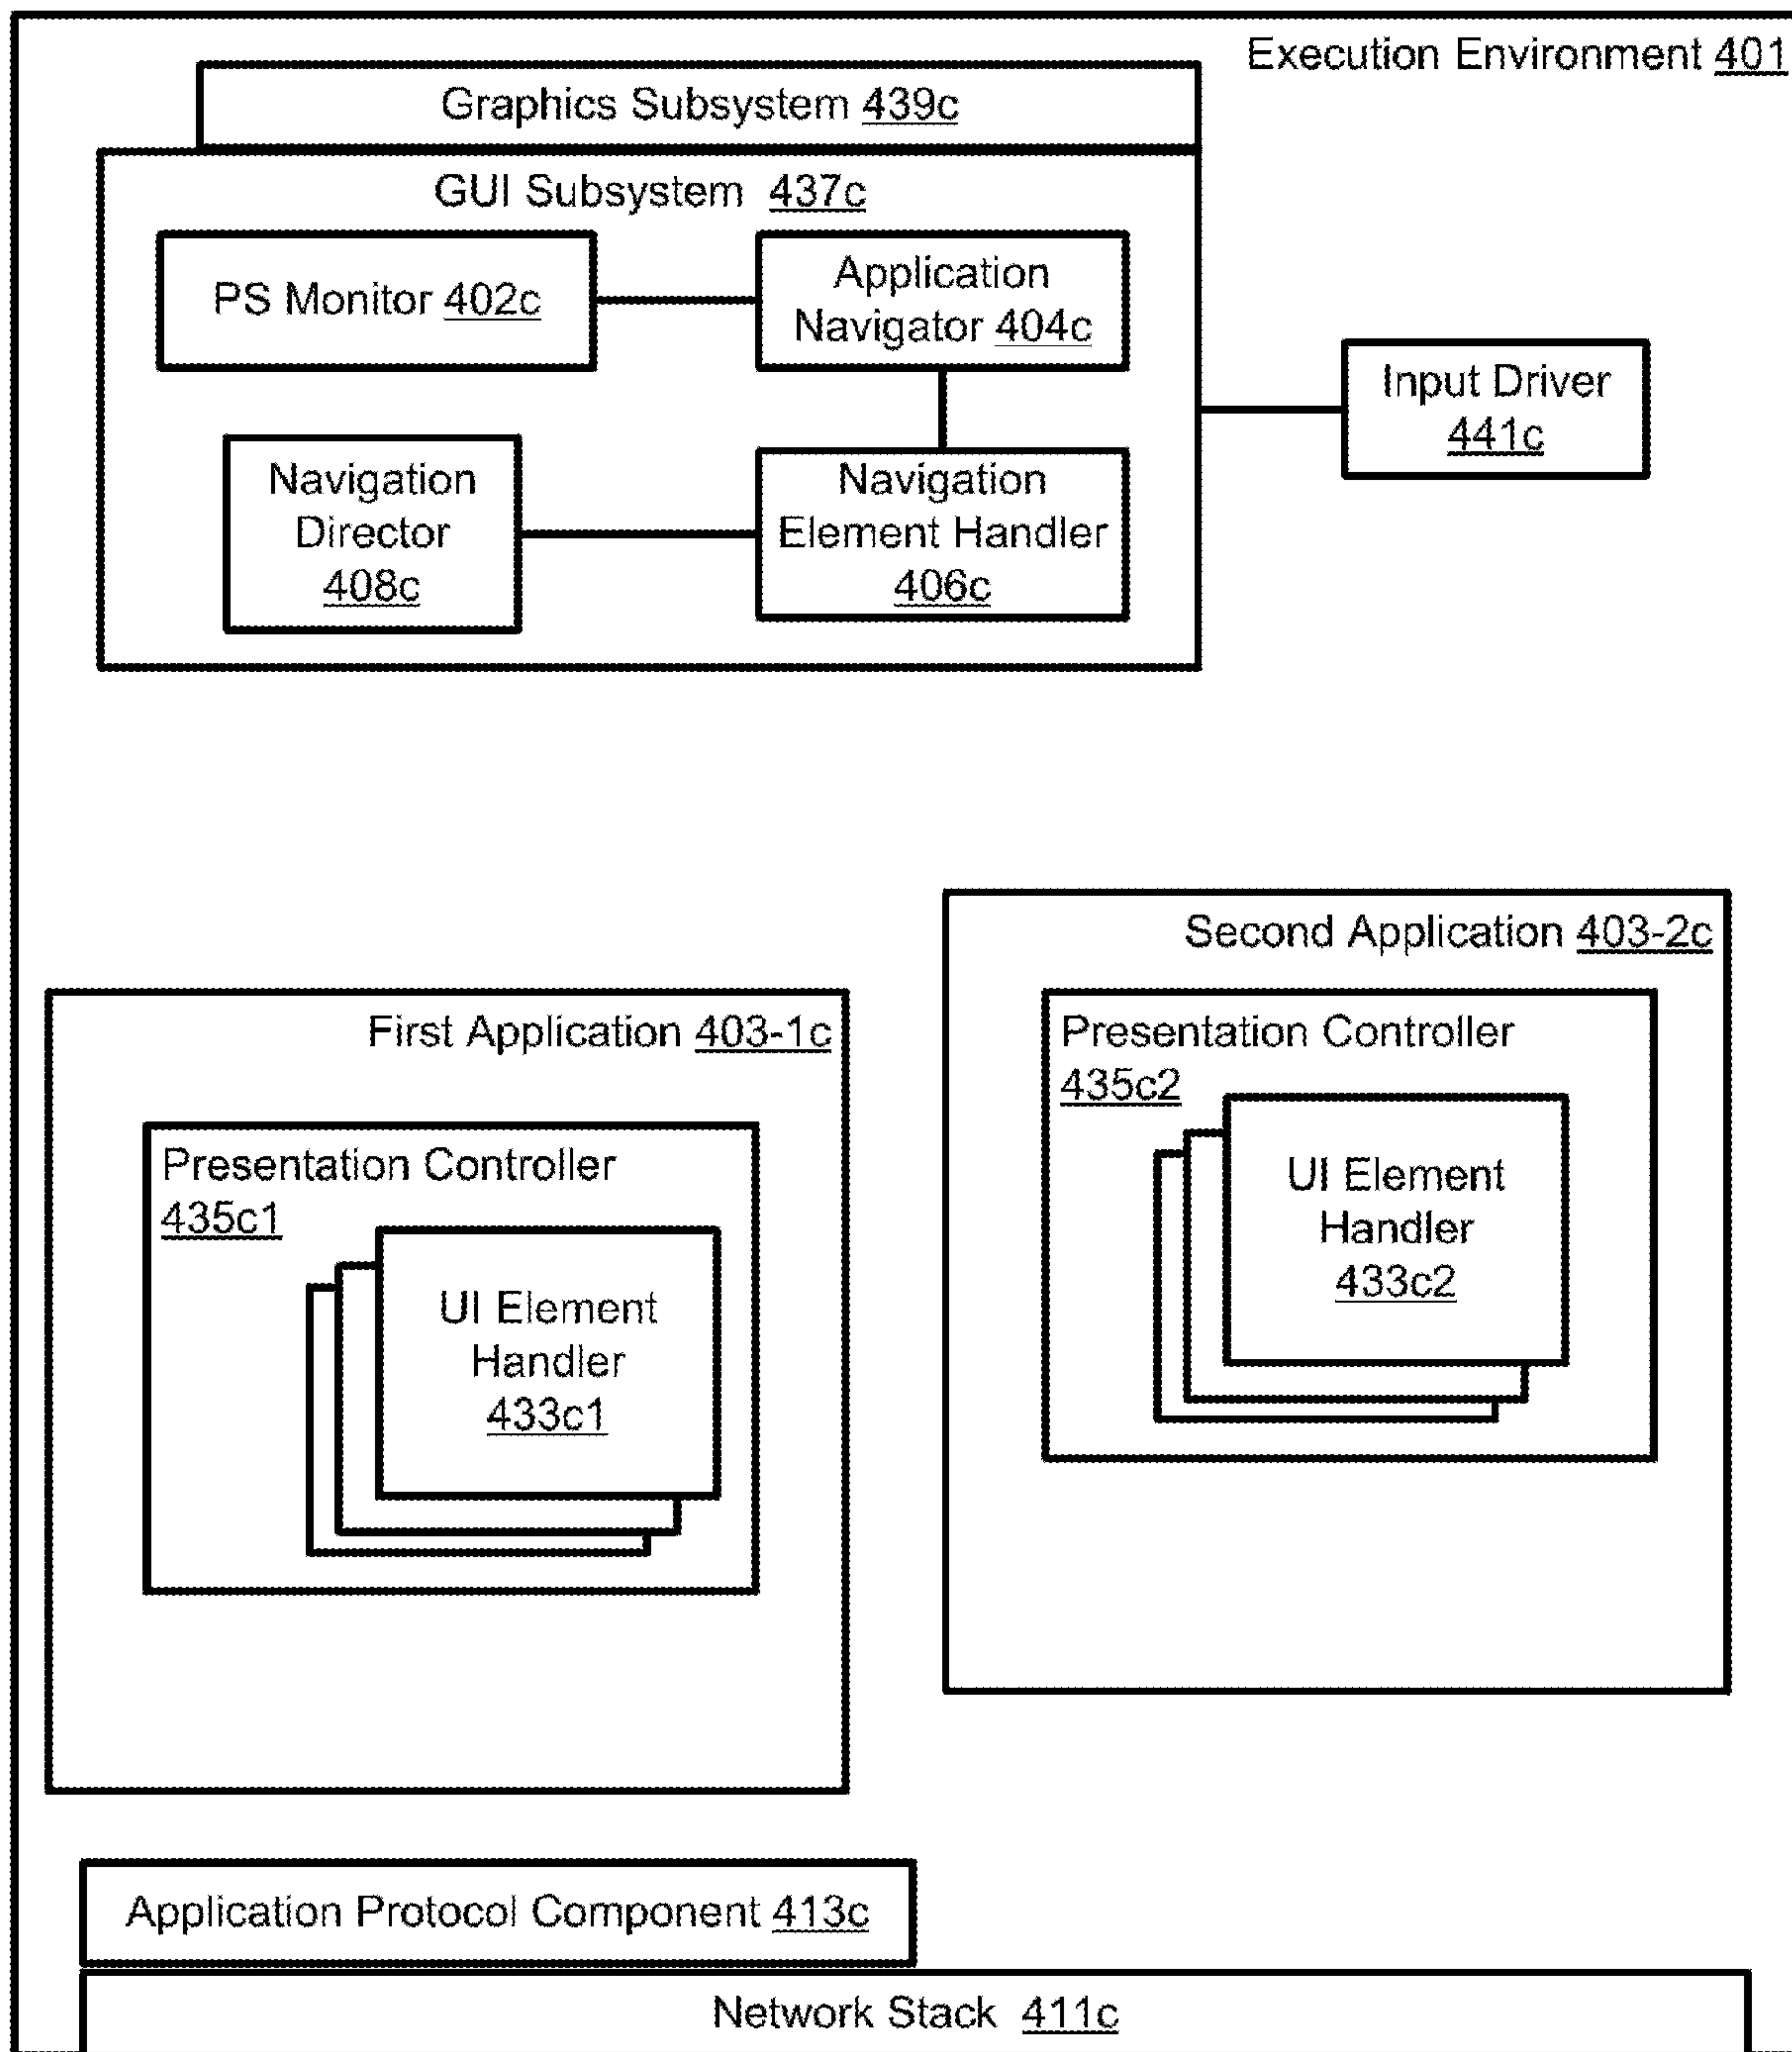 Execution Environment 401
Graphics Subsystem 439c
GUI Subsystem 437c
PS Monitor 402c
Application
Navigator 404c
Input Driver
441c
Navigation
Director
408c
Navigation
Element Handler
406c
Second Application 403-2c
Presentation Controller
435c2
UI Element
Handler
433c2
First Application 403-1c
Presentation Controller
435c1
UI Element
Handler
433c1
Application Protocol Component 413c
Network Stack 411c